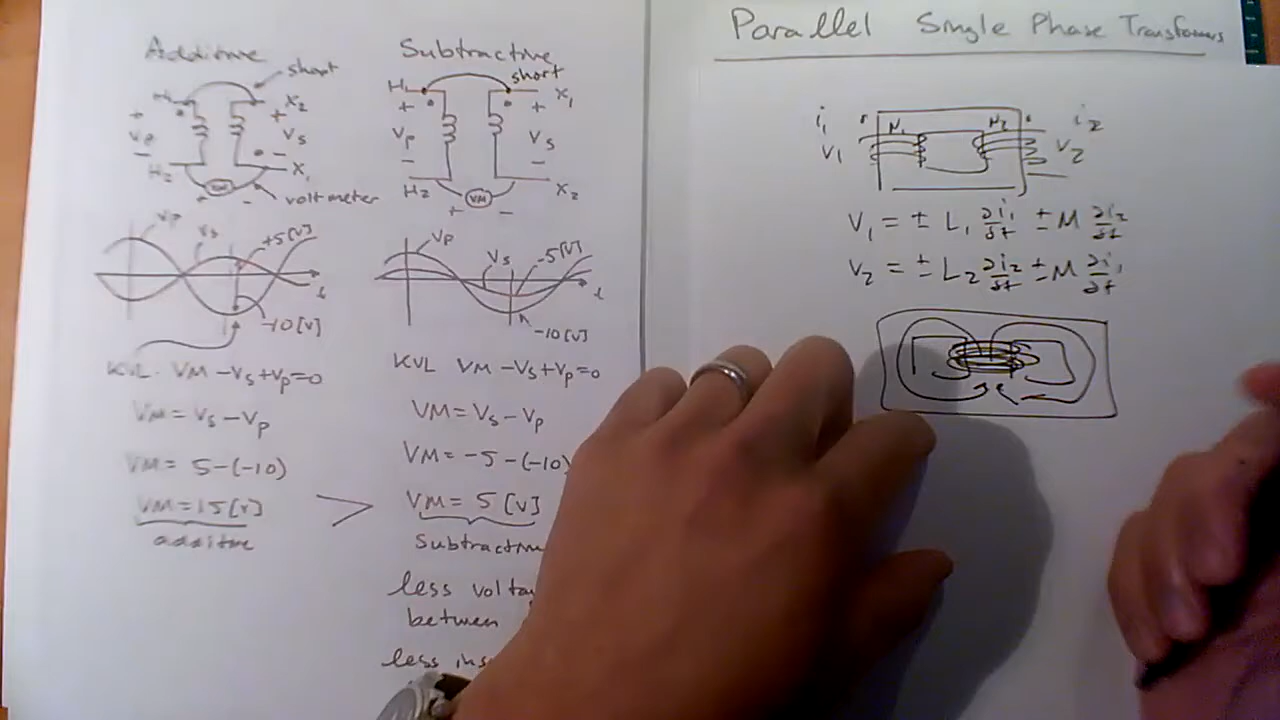 Additive
short
H1
X2
+
+
Vp
Vs
-
-
H2
X1
VM
+
-
voltmeter
Vp
Vs
+5[V]
t
-10[V]
KVL. VM -Vs+Vp=0
VM = Vs - Vp
VM = 5 -(-10)
VM = 15[V]
additive
>
Subtractive
short
H1
X1
+
+
Vp
Vs
-
-
H2
X2
VM
+
-
Vp
Vs
-5[V]
t
-10[V]
KVL VM -Vs+Vp=0
VM = Vs - Vp
VM = -5 -(-10)
VM = 5 [V]
less
between
less
Parallel Single Phase Transformers
i1
N1
N2
i2
V1
V2
V1 = ± L1 ∂i1/∂t ± M ∂i2/∂t
V2 = ± L2 ∂i2/∂t ± M ∂i1/∂t